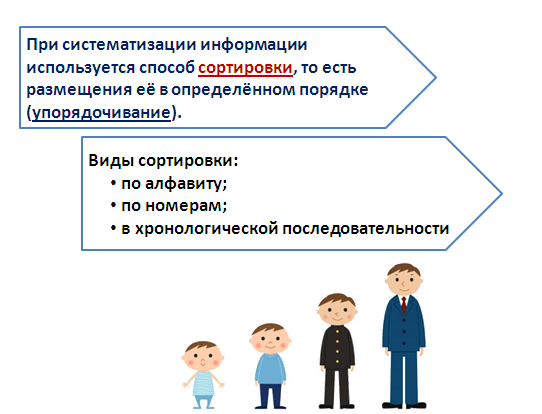 При систематизации информации
используется способ сортировки, то есть
размещения её в определённом порядке
(упорядочивание).
Виды сортировки:
• по алфавиту;
• по номерам;
• в хронологической последовательности